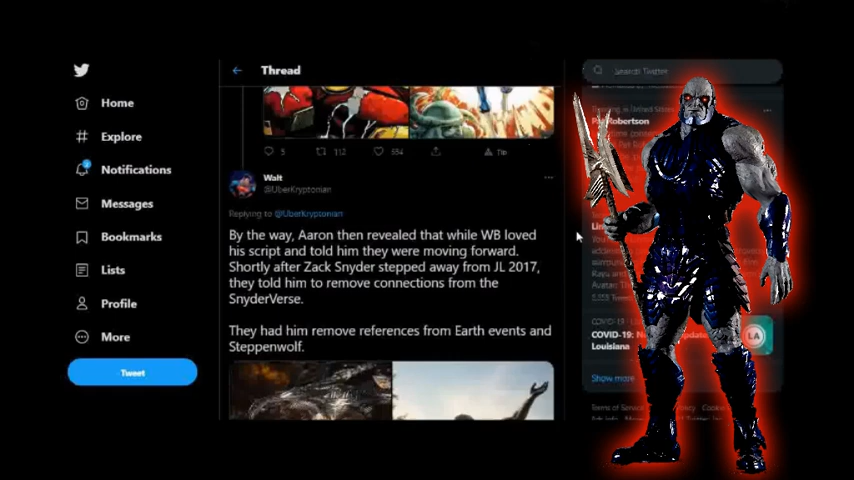 Home
Explore
Notifications
Messages
Bookmarks
Lists
Profile
More
Tweet
Thread
5
112
554
Tip
Walt
@UberKryptonian
Replying to @UberKryptonian
By the way, Aaron then revealed that while WB loved
his script and told him they were moving forward.
Shortly after Zack Snyder stepped away from JL 2017,
they told him to remove connections from the
SnyderVerse.
They had him remove references from Earth events and
Steppenwolf.
Search Twitter
Robertson
COVID-19
COVID-19:
Louisiana
LA
Show more
Terms of Service